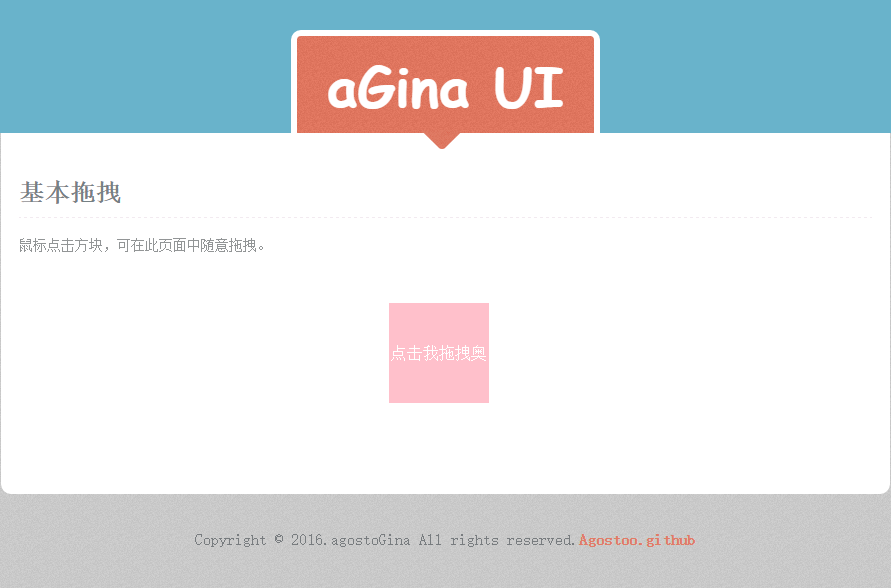 aGina UI
基本拖拽
鼠标点击方块，可在此页面中随意拖拽。
点击我拖拽奥
Copyright © 2016.agostoGina All rights reserved.Agostoo.github